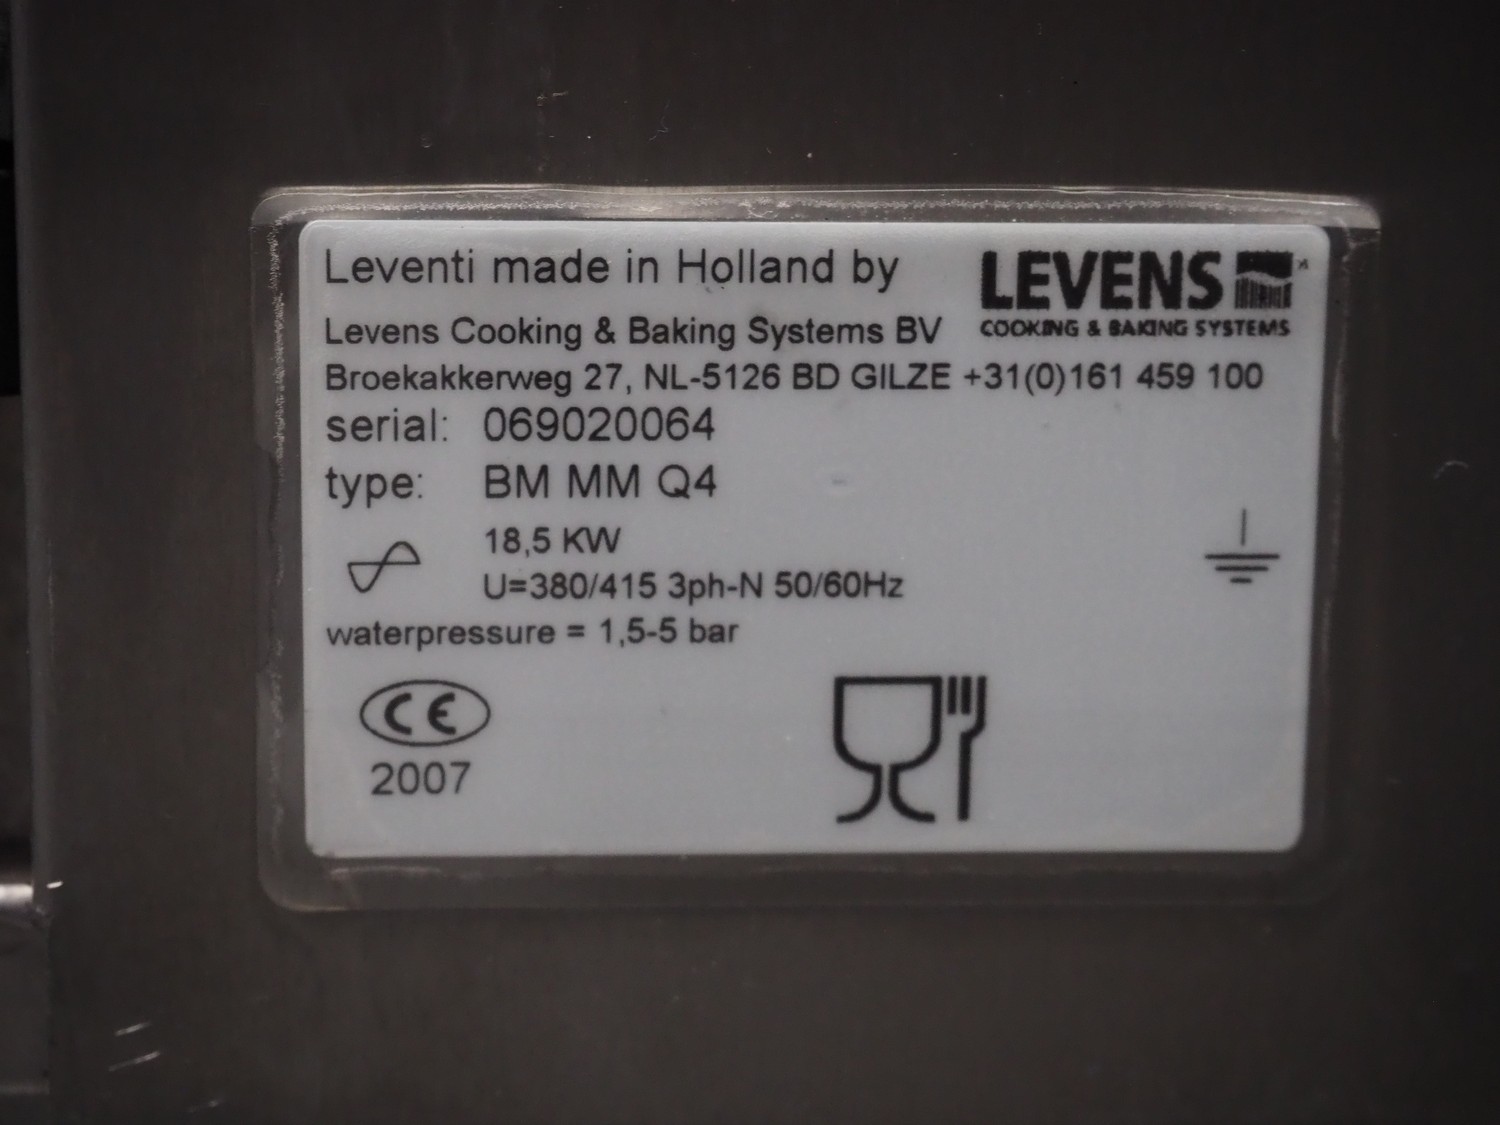 Leventi made in Holland by
LEVENS
COOKING & BAKING SYSTEMS
Levens Cooking & Baking Systems BV
Broekakkerweg 27, NL-5126 BD GILZE +31(0)161 459 100
serial: 069020064
type: BM MM Q4
18,5 KW
U=380/415 3ph-N 50/60Hz
waterpressure = 1,5-5 bar
CE
2007